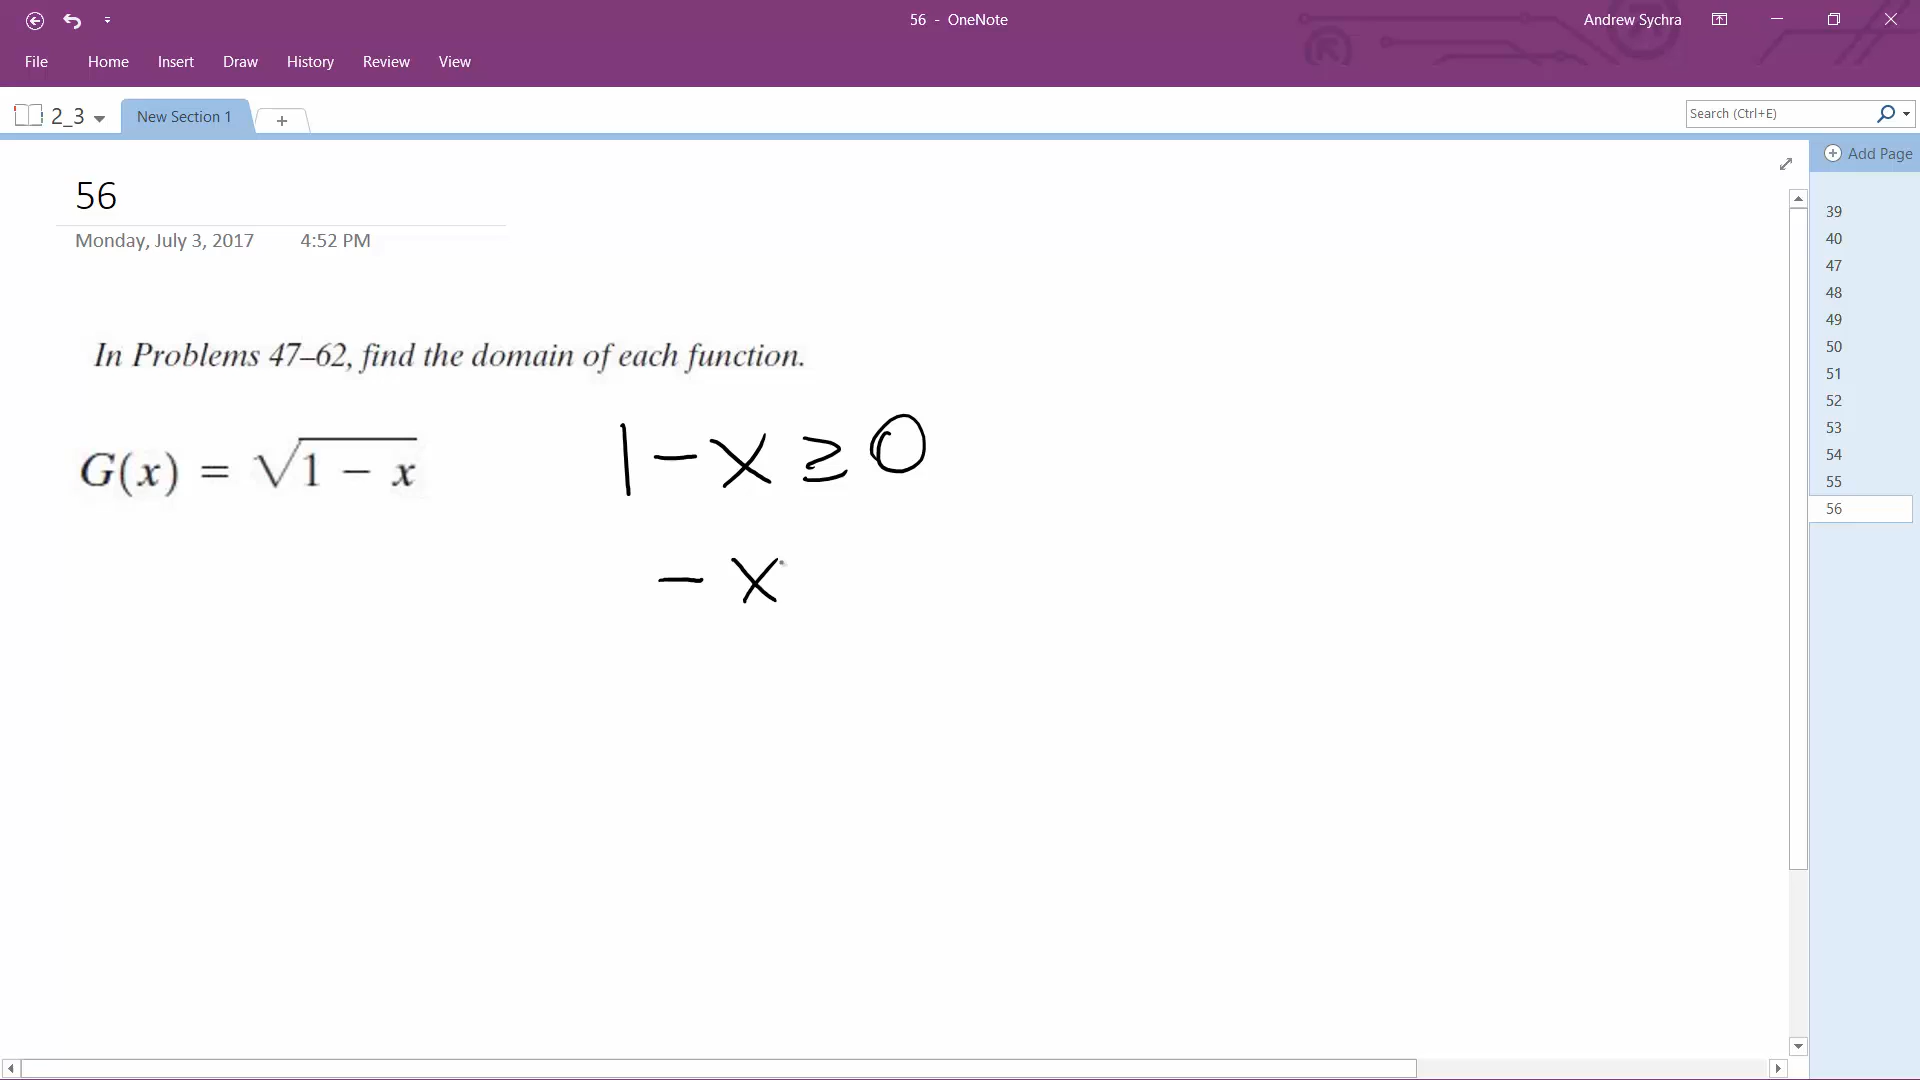 56 - OneNote
Andrew Sychra
File Home Insert Draw History Review View
2_3
New Section 1
+
Search (Ctrl+E)
Add Page
56
Monday, July 3, 2017 4:52 PM
In Problems 47–62, find the domain of each function.
G(x) = √1 − x
1 - x ≥ 0
- x
39
40
47
48
49
50
51
52
53
54
55
56